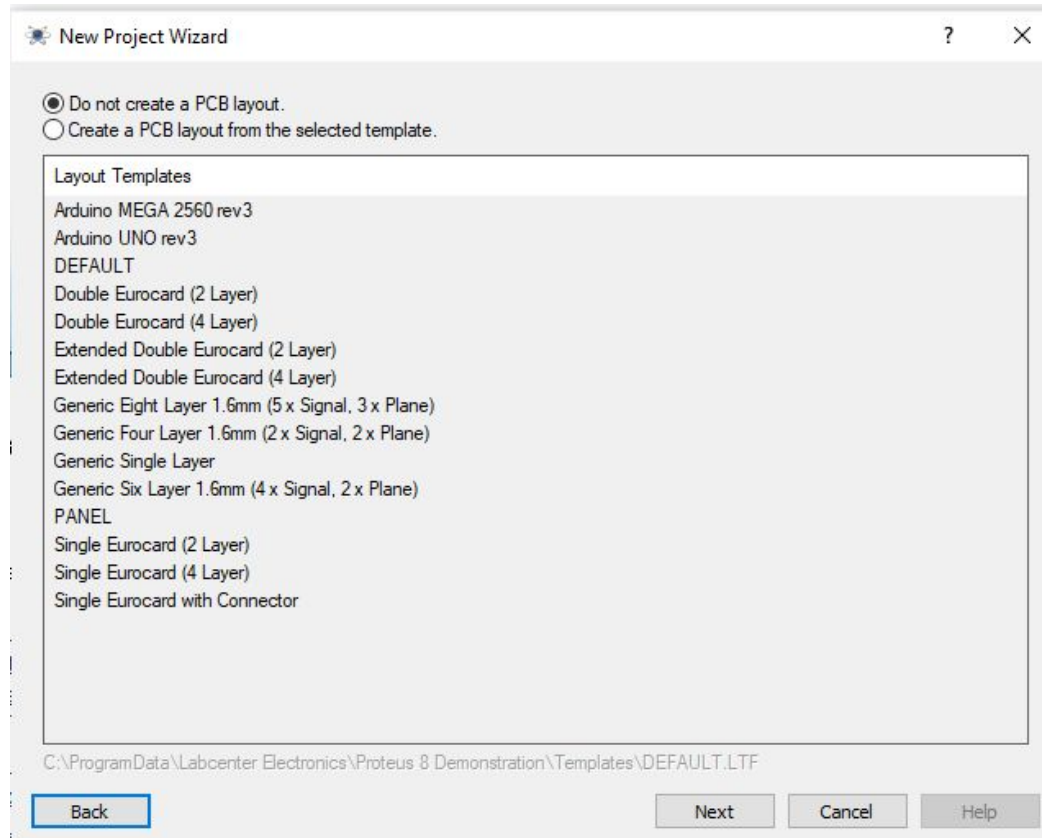 New Project Wizard ?
Do not create a PCB layout.
Create a PCB layout from the selected template.
Layout Templates
Arduino MEGA 2560 rev3
Arduino UNO rev3
DEFAULT
Double Eurocard (2 Layer)
Double Eurocard (4 Layer)
Extended Double Eurocard (2 Layer)
Extended Double Eurocard (4 Layer)
Generic Eight Layer 1.6mm (5 x Signal, 3 x Plane)
Generic Four Layer 1.6mm (2 x Signal, 2 x Plane)
Generic Single Layer
Generic Six Layer 1.6mm (4 x Signal, 2 x Plane)
PANEL
Single Eurocard (2 Layer)
Single Eurocard (4 Layer)
Single Eurocard with Connector
C:\ProgramData\Labcenter Electronics\Proteus 8 Demonstration\Templates\DEFAULT.LTF
Back Next Cancel Help